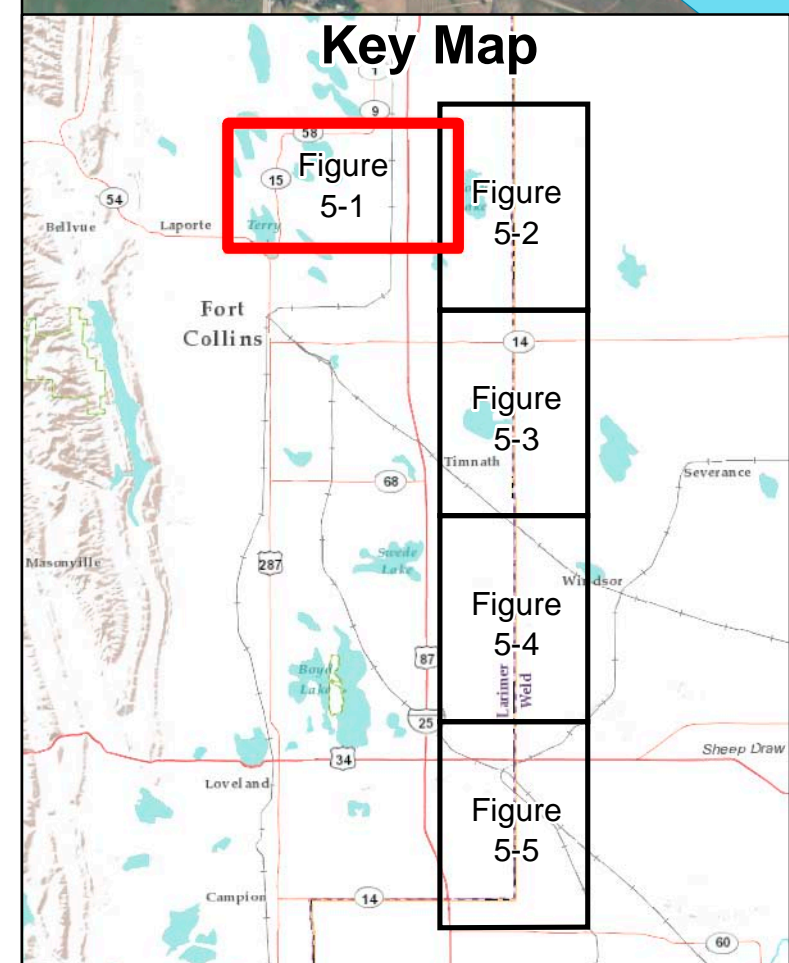 Key Map
1
9
58
Figure
5-1
15
54
Figure
5-2
Bellvue
Laporte
Terry
Fort
Collins
14
Figure
5-3
Timnath
68
Severance
Swede
Lake
Masonville
287
Windsor
Figure
5-4
Boyd
Lake
87
Larimer
Weld
25
34
Sheep Draw
Loveland
Figure
5-5
Campion
14
60